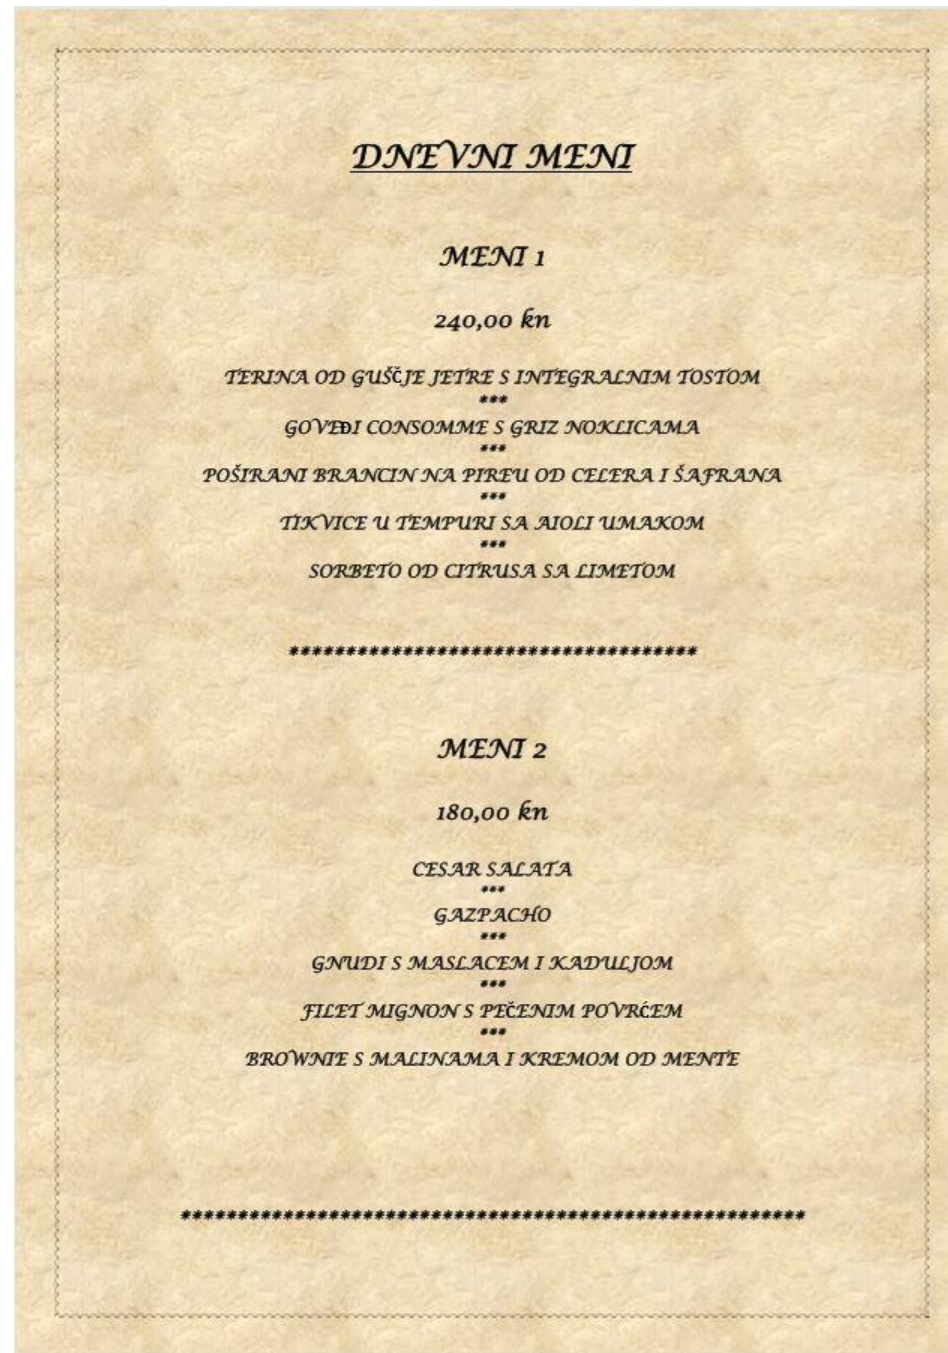 DNEVNI MENI
MENI 1
240,00 kn
TERINA OD GUŠČJE JETRE S INTEGRALNIM TOSTOM
***
GOVEĐI CONSOMME S GRIZ NOKLICAMA
***
POŠIRANI BRANCIN NA PIREU OD CELERA I ŠAFRANA
***
TIKVICE U TEMPURI SA AIOLI UMAKOM
***
SORBETO OD CITRUSA SA LIMETOM
************************************
MENI 2
180,00 kn
CESAR SALATA
***
GAZPACHO
***
GNUDI S MASLACEM I KADULJOM
***
FILET MIGNON S PEČENIM POVRĆEM
***
BROWNIE S MALINAMA I KREMOM OD MENTE
*******************************************************